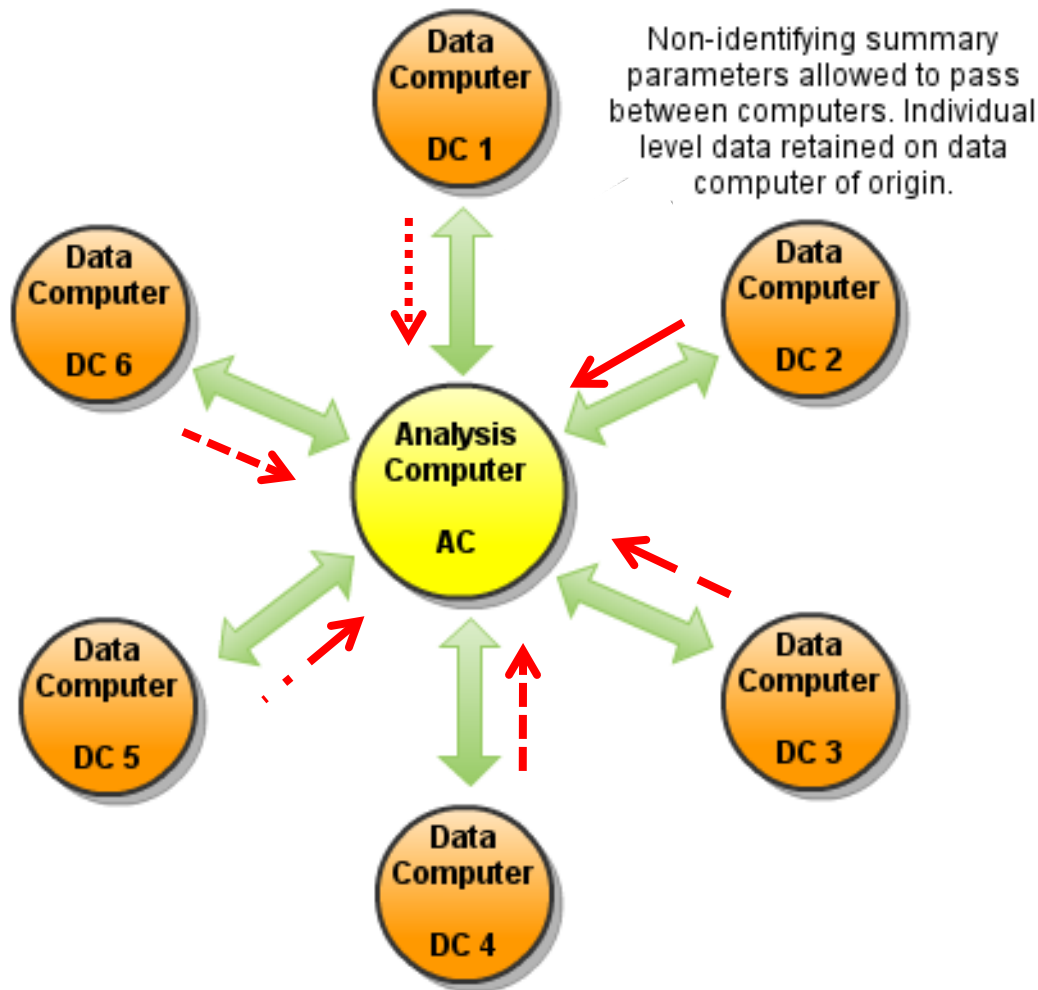 Data
Computer
DC 1
Non-identifying summary
parameters allowed to pass
between computers. Individual
level data retained on data
computer of origin.
Data
Computer
DC 6
Data
Computer
DC 2
Analysis
Computer
AC
Data
Computer
DC 5
Data
Computer
DC 3
Data
Computer
DC 4